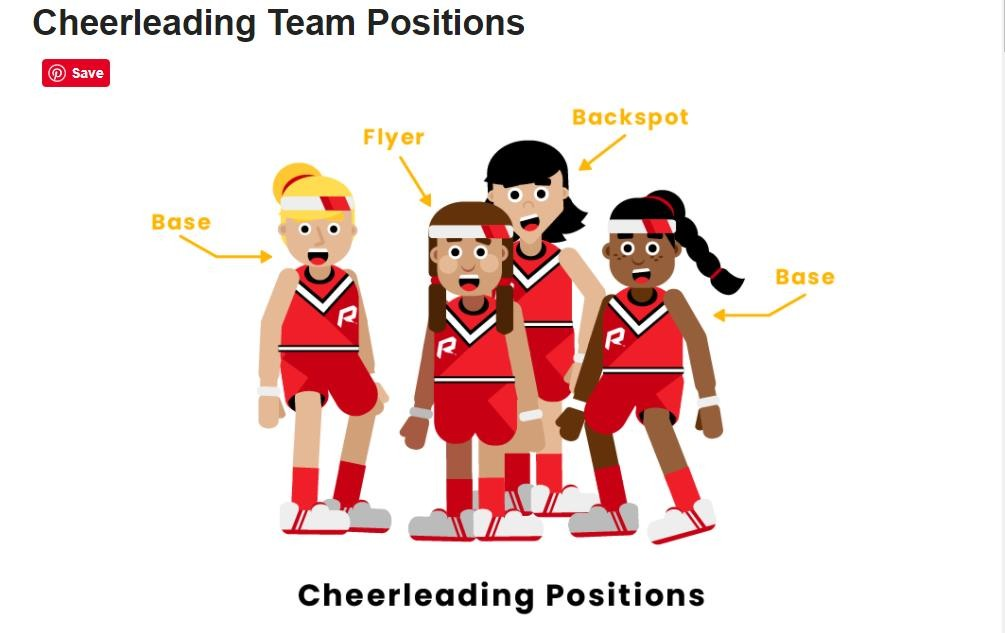 Cheerleading Team Positions
Save
Backspot
Flyer
Base
Base
R
R
Cheerleading Positions